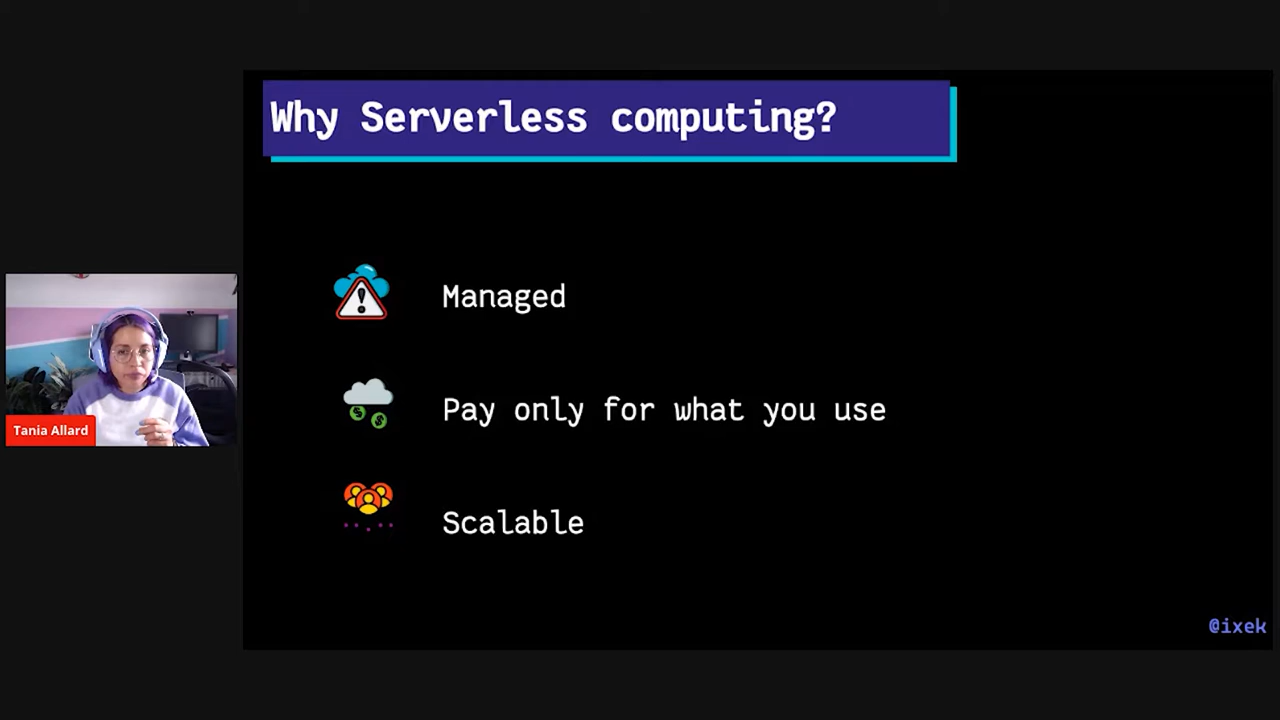 Why Serverless computing?
Managed
Pay only for what you use
Scalable
Tania Allard
@ixek